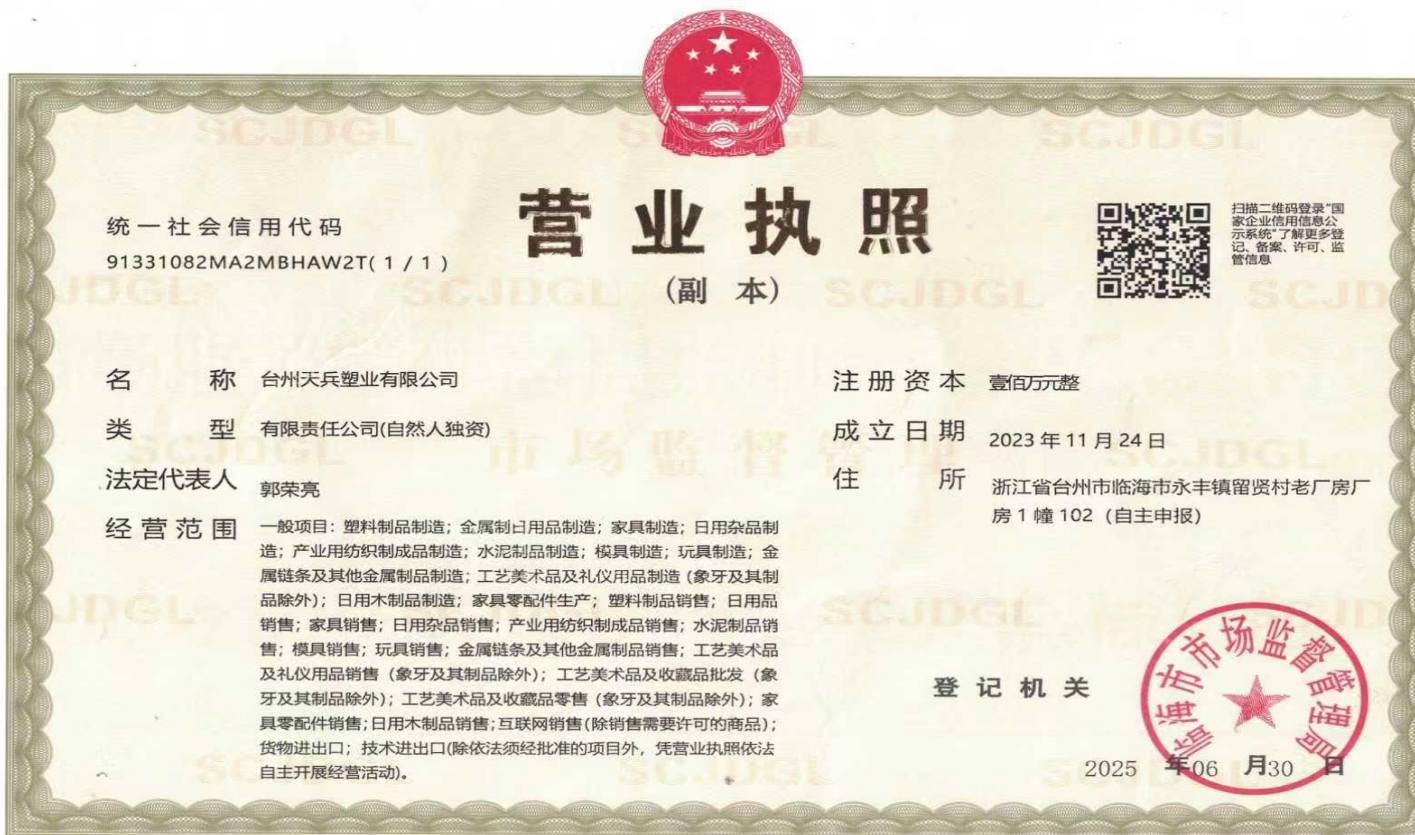 统一社会信用代码
91331082MA2MBHAW2T( 1 / 1 )
营业执照
(副 本)
扫描二维码登录“国
家企业信用信息公
示系统”了解更多登
记、备案、许可、监
管信息
名 称 台州天兵塑业有限公司
类 型 有限责任公司(自然人独资)
法定代表人 郭荣亮
经营范围 一般项目：塑料制品制造；金属制日用品制造；家具制造；日用杂品制
造；产业用纺织制成品制造；水泥制品制造；模具制造；玩具制造；金
属链条及其他金属制品制造；工艺美术品及礼仪用品制造（象牙及其制
品除外）；日用木制品制造；家具零配件生产；塑料制品销售；日用品
销售；家具销售；日用杂品销售；产业用纺织制成品销售；水泥制品销
售；模具销售；玩具销售；金属链条及其他金属制品销售；工艺美术品
及礼仪用品销售（象牙及其制品除外）；工艺美术品及收藏品批发（象
牙及其制品除外）；工艺美术品及收藏品零售（象牙及其制品除外）；家
具零配件销售；日用木制品销售；互联网销售(除销售需要许可的商品)；
货物进出口；技术进出口(除依法须经批准的项目外，凭营业执照依法
自主开展经营活动)。
注册资本 壹佰万元整
成立日期 2023 年 11 月 24 日
住 所 浙江省台州市临海市永丰镇留贤村老厂房厂
房 1 幢 102（自主申报）
登记机关
临海市市场监督管理局
2025 年06 月30 日
SCJDGL
市场监督管理